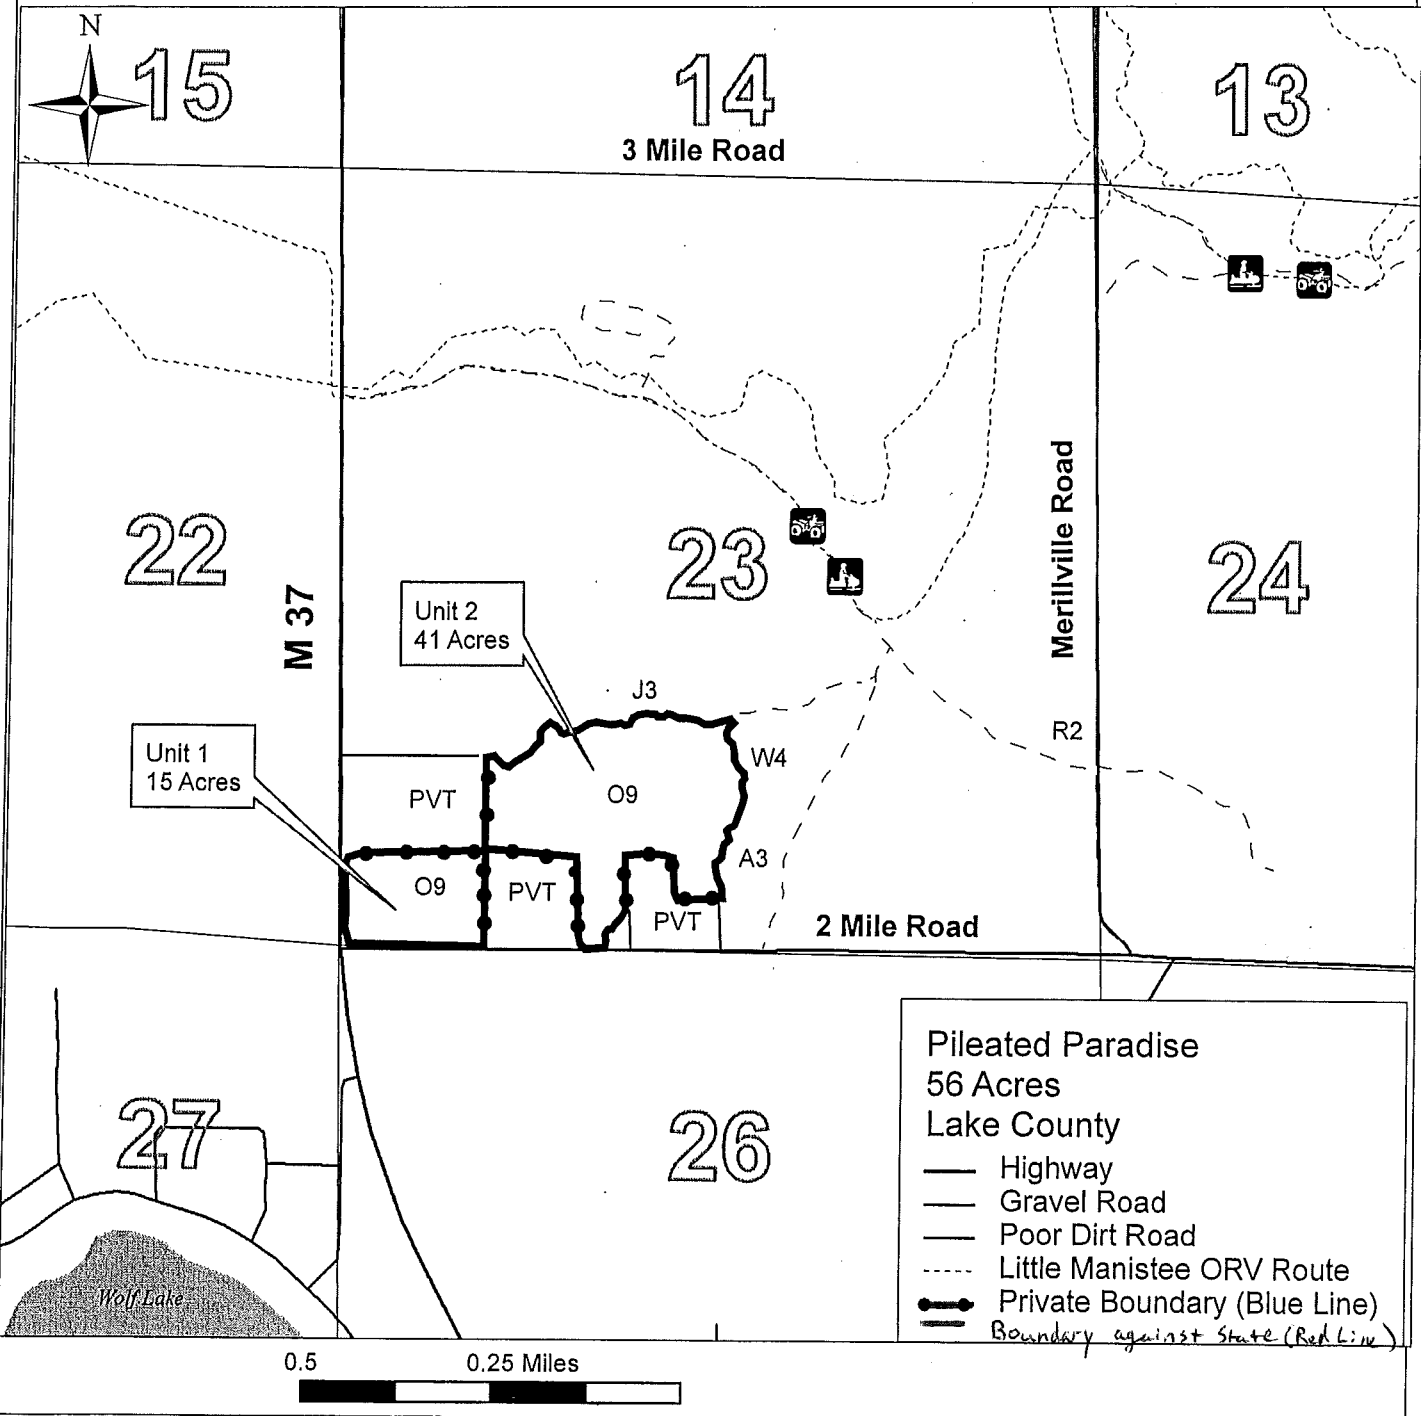 N
15
14
13
3 Mile Road
22
23
24
Merillville Road
M 37
Unit 2
41 Acres
J3
R2
Unit 1
15 Acres
W4
PVT
O9
A3
O9
PVT
PVT
2 Mile Road
27
26
Wolf Lake
Pileated Paradise
56 Acres
Lake County
Highway
Gravel Road
Poor Dirt Road
Little Manistee ORV Route
Private Boundary (Blue Line)
Boundary against State (Red Line)
0.5
0.25 Miles